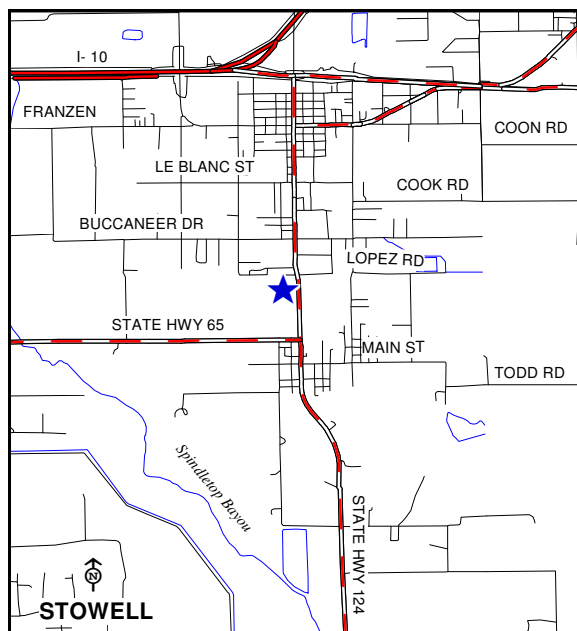 I- 10
FRANZEN
COON RD
LE BLANC ST
COOK RD
BUCCANEER DR
LOPEZ RD
STATE HWY 65
MAIN ST
TODD RD
Spindletop Bayou
STATE HWY 124
N
STOWELL